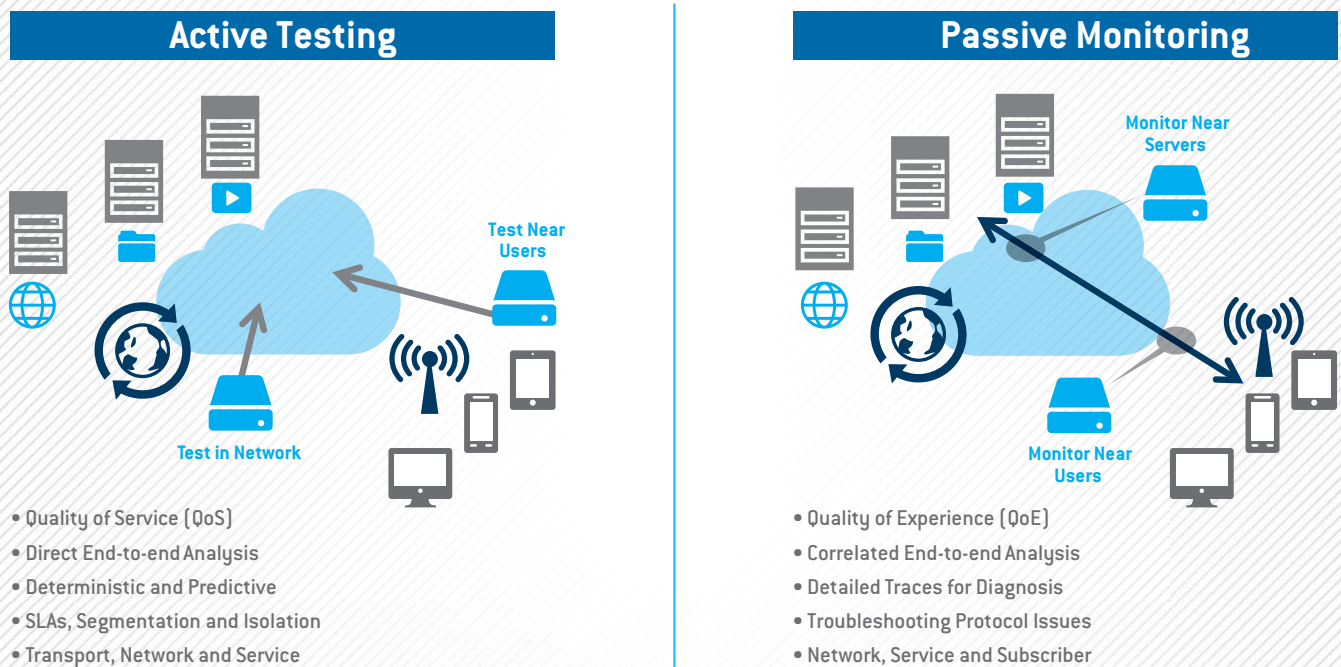 Active Testing
Test Near
Users
Test in Network
• Quality of Service (QoS)
• Direct End-to-end Analysis
• Deterministic and Predictive
• SLAs, Segmentation and Isolation
• Transport, Network and Service
Passive Monitoring
Monitor Near
Servers
Monitor Near
Users
• Quality of Experience (QoE)
• Correlated End-to-end Analysis
• Detailed Traces for Diagnosis
• Troubleshooting Protocol Issues
• Network, Service and Subscriber